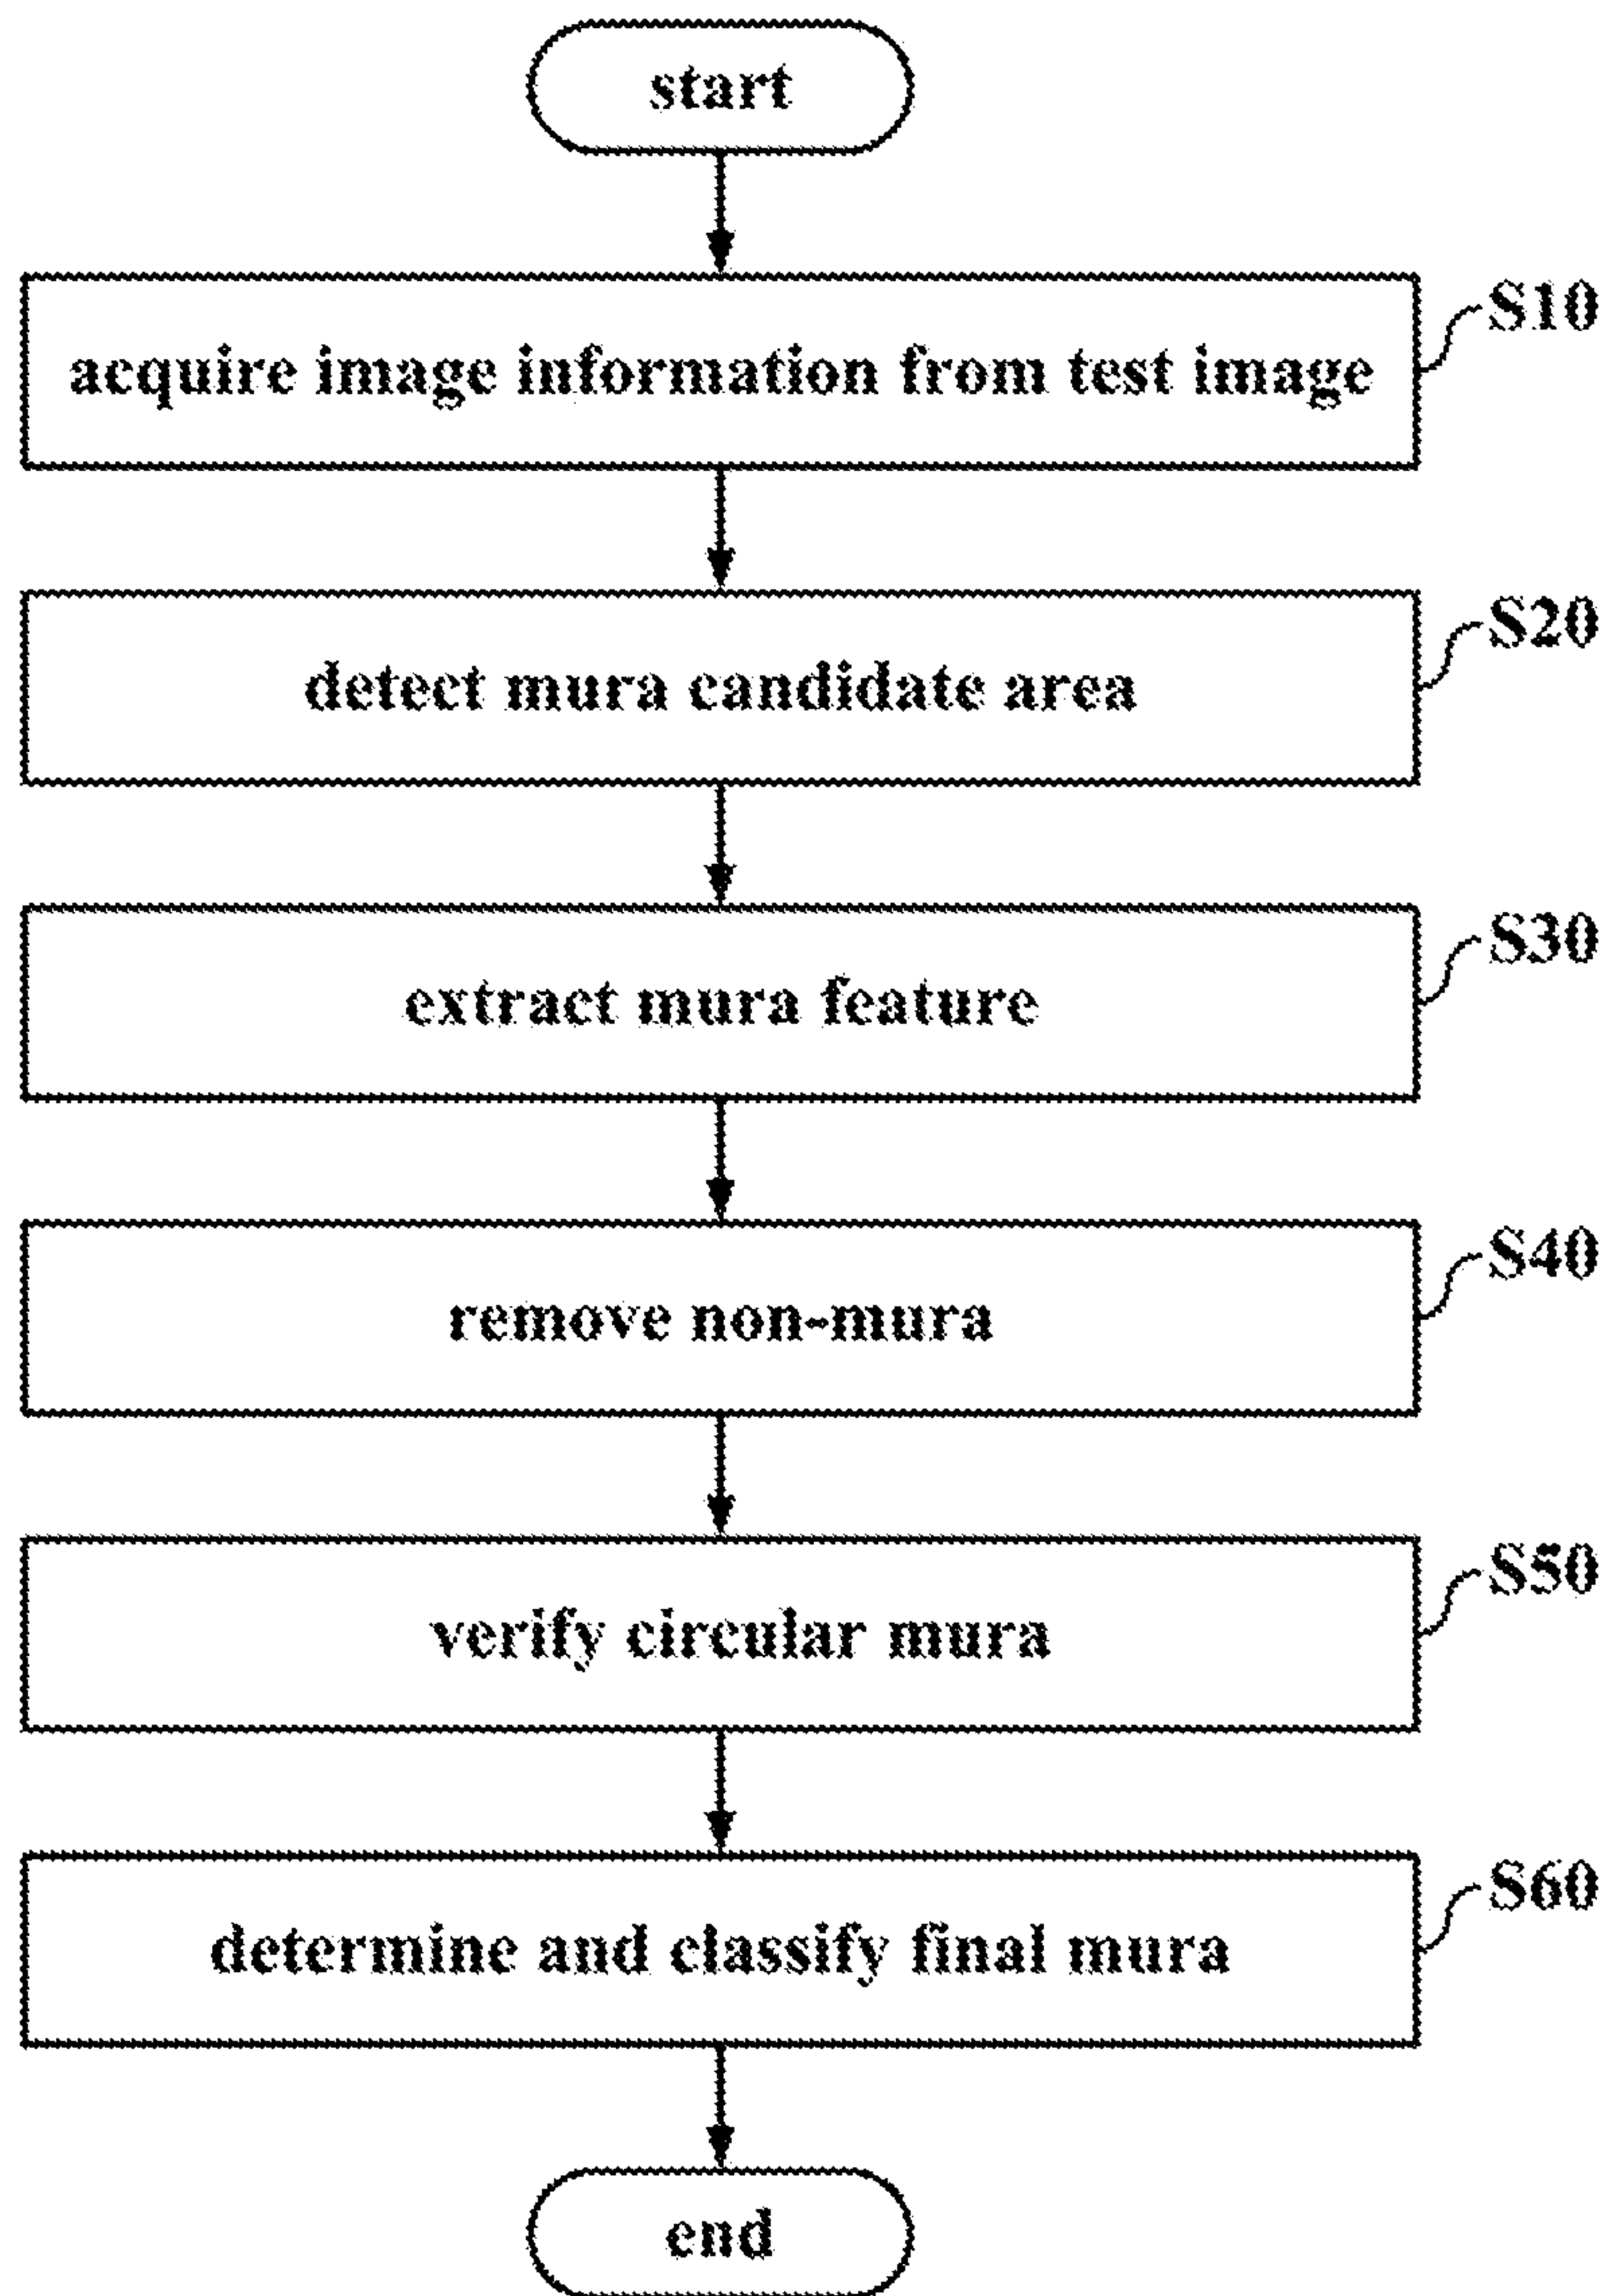 start
S10
acquire image information from test image
S20
detect mura candidate area
S30
extract mura feature
S40
remove non-mura
S50
verify circular mura
S60
determine and classify final mura
end